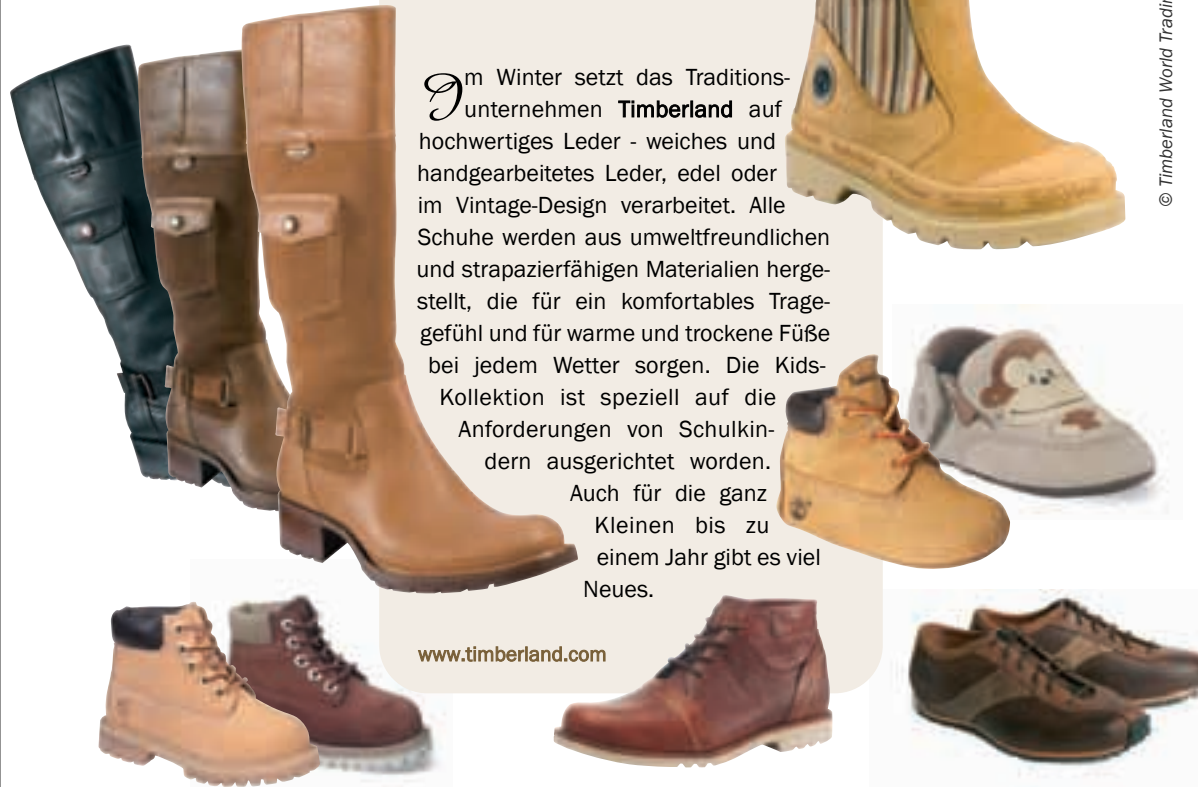 Im Winter setzt das Traditions-
unternehmen Timberland auf
hochwertiges Leder - weiches und
handgearbeitetes Leder, edel oder
im Vintage-Design verarbeitet. Alle
Schuhe werden aus umweltfreundlichen
und strapazierfähigen Materialien herge-
stellt, die für ein komfortables Trage-
gefühl und für warme und trockene Füße
bei jedem Wetter sorgen. Die Kids-
Kollektion ist speziell auf die
Anforderungen von Schulkin-
dern ausgerichtet worden.
Auch für die ganz
Kleinen bis zu
einem Jahr gibt es viel
Neues.
www.timberland.com
© Timberland World